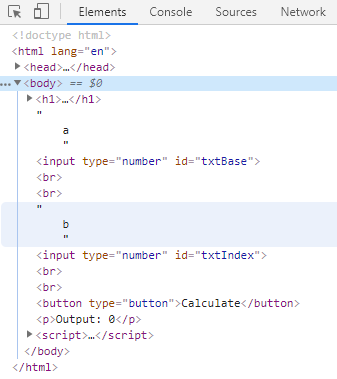 Elements Console Sources Network
<!doctype html>
<html lang="en">
<head>…</head>
… <body> == $0
<h1>…</h1>
"
a
"
<input type="number" id="txtBase">
<br>
<br>
"
b
"
<input type="number" id="txtIndex">
<br>
<br>
<button type="button">Calculate</button>
<p>Output: 0</p>
<script>…</script>
</body>
</html>